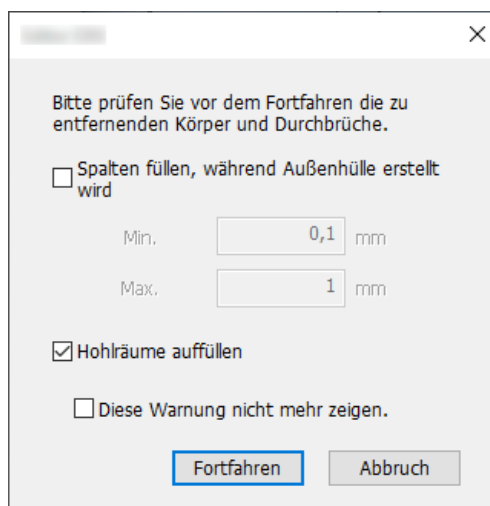 Bitte prüfen Sie vor dem Fortfahren die zu
entfernenden Körper und Durchbrüche.
Spalten füllen, während Außenhülle erstellt
wird
Min. 0,1 mm
Max. 1 mm
Hohlräume auffüllen
Diese Warnung nicht mehr zeigen.
Fortfahren Abbruch